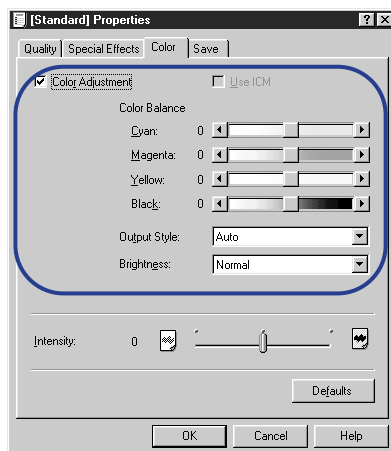 [Standard] Properties
Quality Special Effects Color Save
Color Adjustment Use ICM
Color Balance
Cyan: 0
Magenta: 0
Yellow: 0
Black: 0
Output Style: Auto
Brightness: Normal
Intensity: 0
Defaults
OK Cancel Help